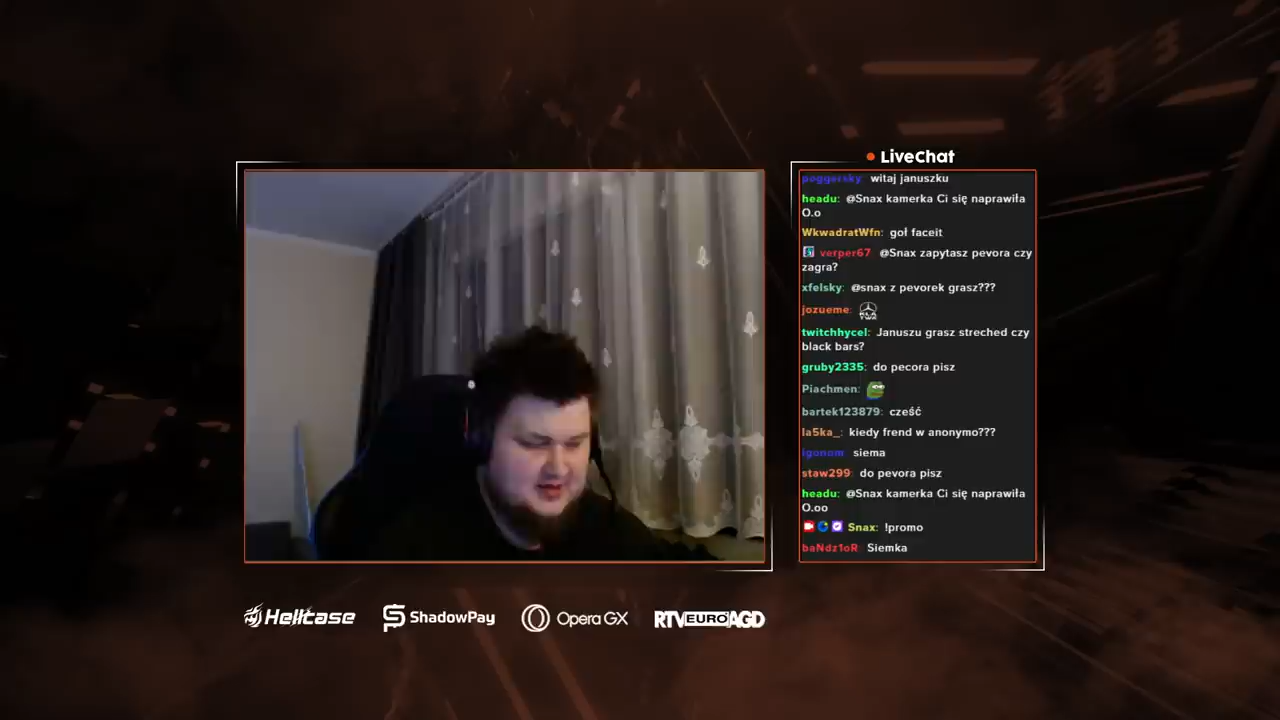 LiveChat
poggersky: witaj januszku
headu: @Snax kamerka Ci się naprawiła
O.o
WkwadratWfn: goł faceit
verper67 @Snax zapytasz pevora czy
zagra?
xfelsky: @snax z pevorek grasz???
jozueme:
twitchhycel: Januszu grasz streched czy
black bars?
gruby2335: do pecora pisz
Piachmen:
bartek123879: cześć
la5ka_: kiedy frend w anonymo???
igonom siema
staw299: do pevora pisz
headu: @Snax kamerka Ci się naprawiła
O.oo
Snax: !promo
baNdz1oR Siemka
Hellcase ShadowPay Opera GX RTV EURO AGD